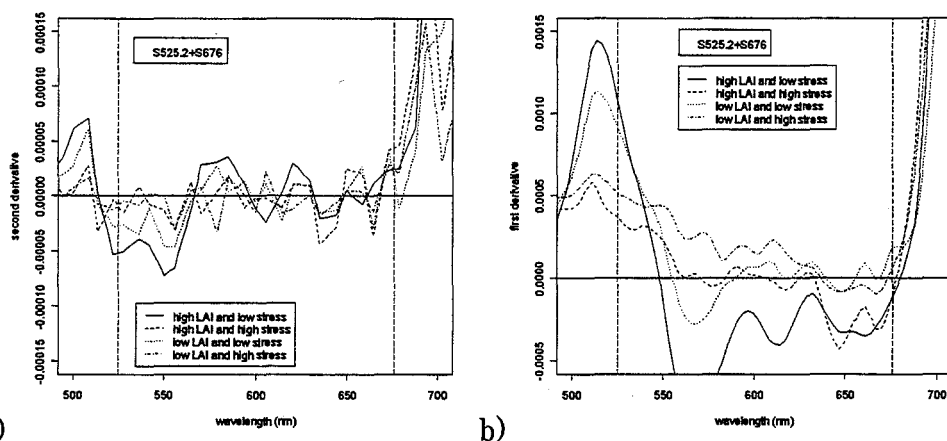 0.00015
0.00010
0.00005
0.00000
-0.00005
-0.00010
-0.00015
second derivative
S525.2+S676
high LAI and low stress
high LAI and high stress
low LAI and low stress
low LAI and high stress
500
550
600
650
700
wavelength (nm)
)
b)
0.0015
0.0010
0.0005
0.0000
-0.0005
first derivative
S525.2+S676
high LAI and low stress
high LAI and high stress
low LAI and low stress
low LAI and high stress
500
550
600
650
700
wavelength (nm)